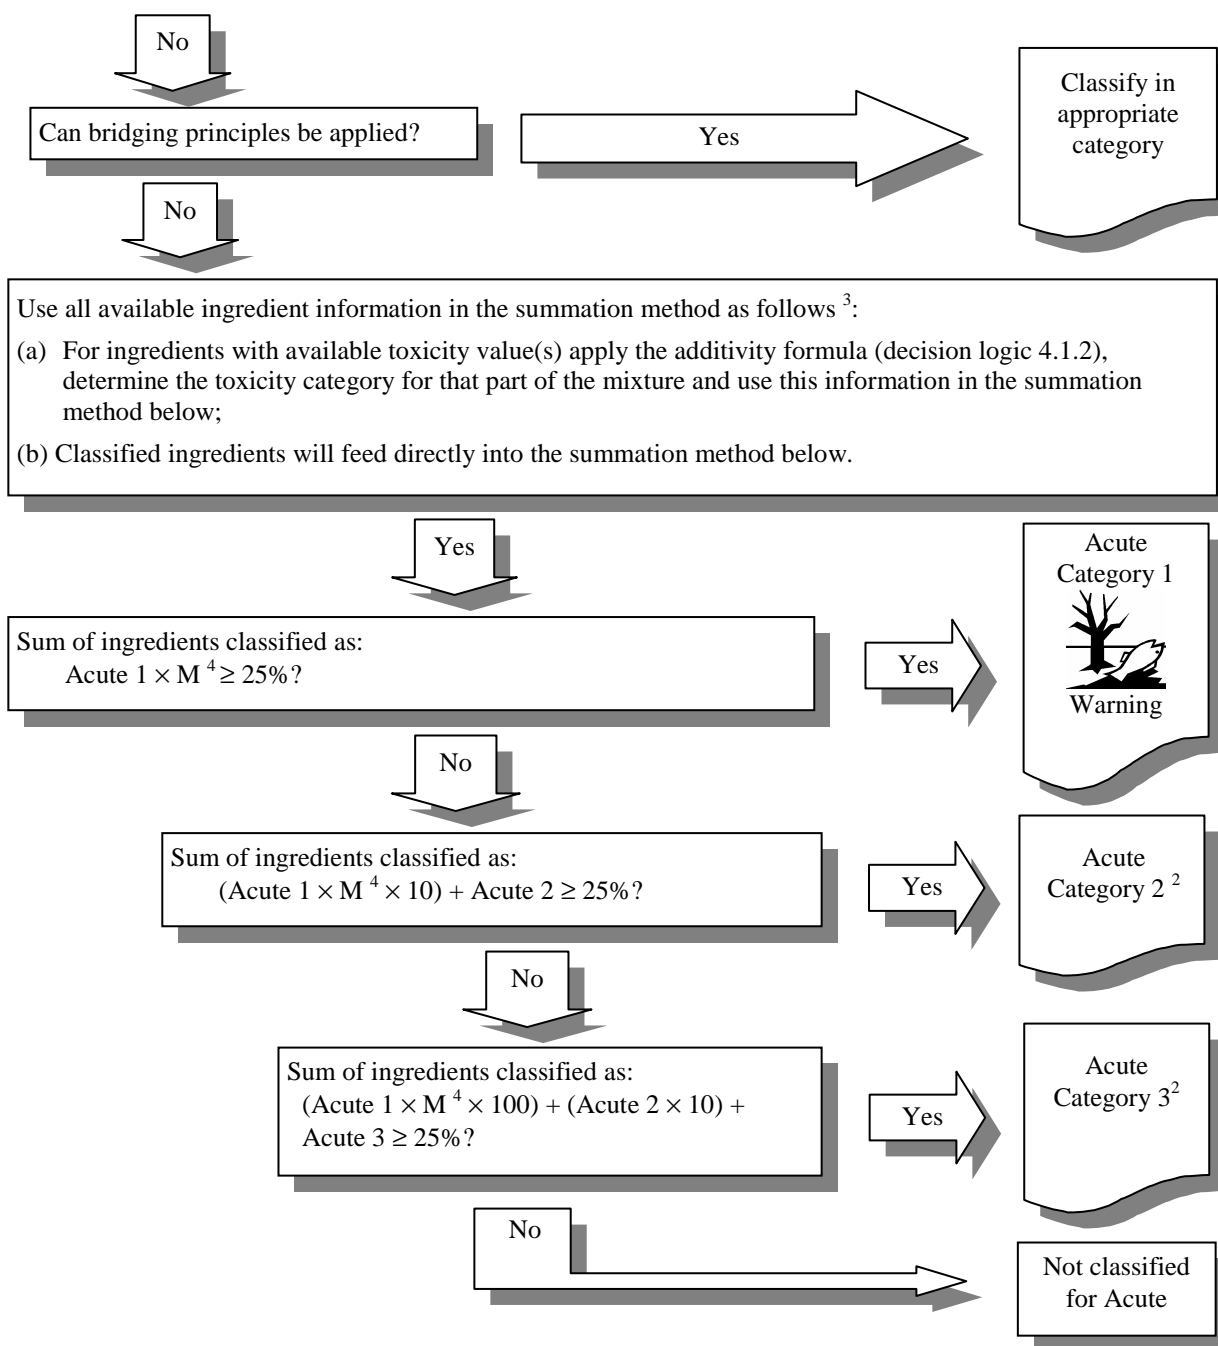 No
Can bridging principles be applied?
Yes
Classify in
appropriate
category
No
Use all available ingredient information in the summation method as follows 3:
(a) For ingredients with available toxicity value(s) apply the additivity formula (decision logic 4.1.2),
determine the toxicity category for that part of the mixture and use this information in the summation
method below;
(b) Classified ingredients will feed directly into the summation method below.
Yes
Sum of ingredients classified as:
Acute 1 × M 4 ≥ 25%?
Yes
Acute
Category 1
Warning
No
Sum of ingredients classified as:
(Acute 1 × M 4 × 10) + Acute 2 ≥ 25%?
Yes
Acute
Category 2 2
No
Sum of ingredients classified as:
(Acute 1 × M 4 × 100) + (Acute 2 × 10) +
Acute 3 ≥ 25%?
Yes
Acute
Category 3 2
No
Not classified
for Acute